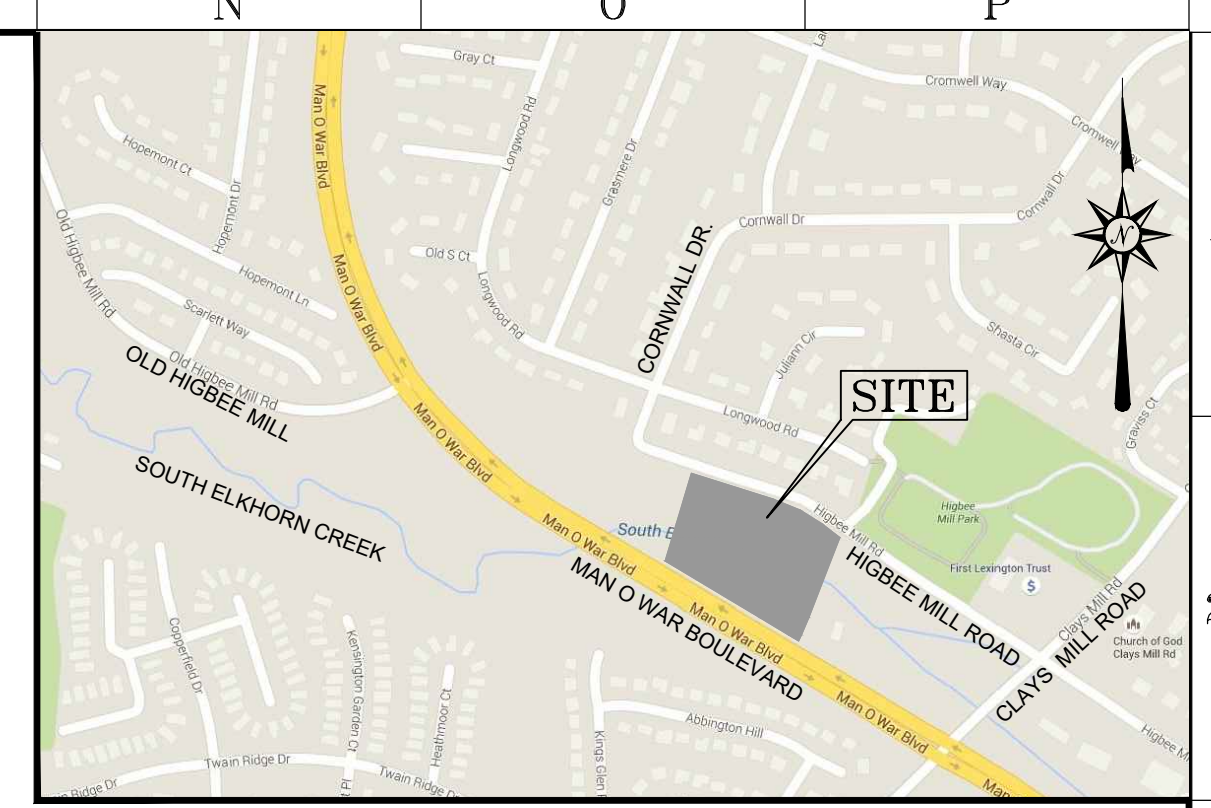 N
O
P
Gray Ct
Cromwell Way
Cromwell Way
Man O War Blvd
Longwood Rd
Hopemont Ct
Grasmere Dr
Hopemont Dr
Cornwall Dr
Cornwall Dr
N
Old Higbee Mill Rd
Old S Ct
CORNWALL DR.
Hopemont Ln
Man O War Blvd
Longwood Rd
Scarlett Way
Shasta Cir
Juliann Cir
Old Higbee Mill Rd
OLD HIGBEE MILL
SITE
Graviss Ct
Man O War Blvd
Longwood Rd
SOUTH ELKHORN CREEK
Higbee
Mill Park
Man O War Blvd
South E
Higbee Mill Rd
HIGBEE MILL ROAD
First Lexington Trust
$
MAN O WAR BOULEVARD
Man O War Blvd
Clays Mill Rd
CLAYS MILL ROAD
Church of God
Clays Mill Rd
Copperfield Dr
Kensington Garden Ct
Heathmoor Ct
Abbington Hill
Man O War Blvd
Kings Glen P
Higbee M
Twain Ridge Dr
Twain Ridge Dr
t Pl
in Ridge Dr
Man